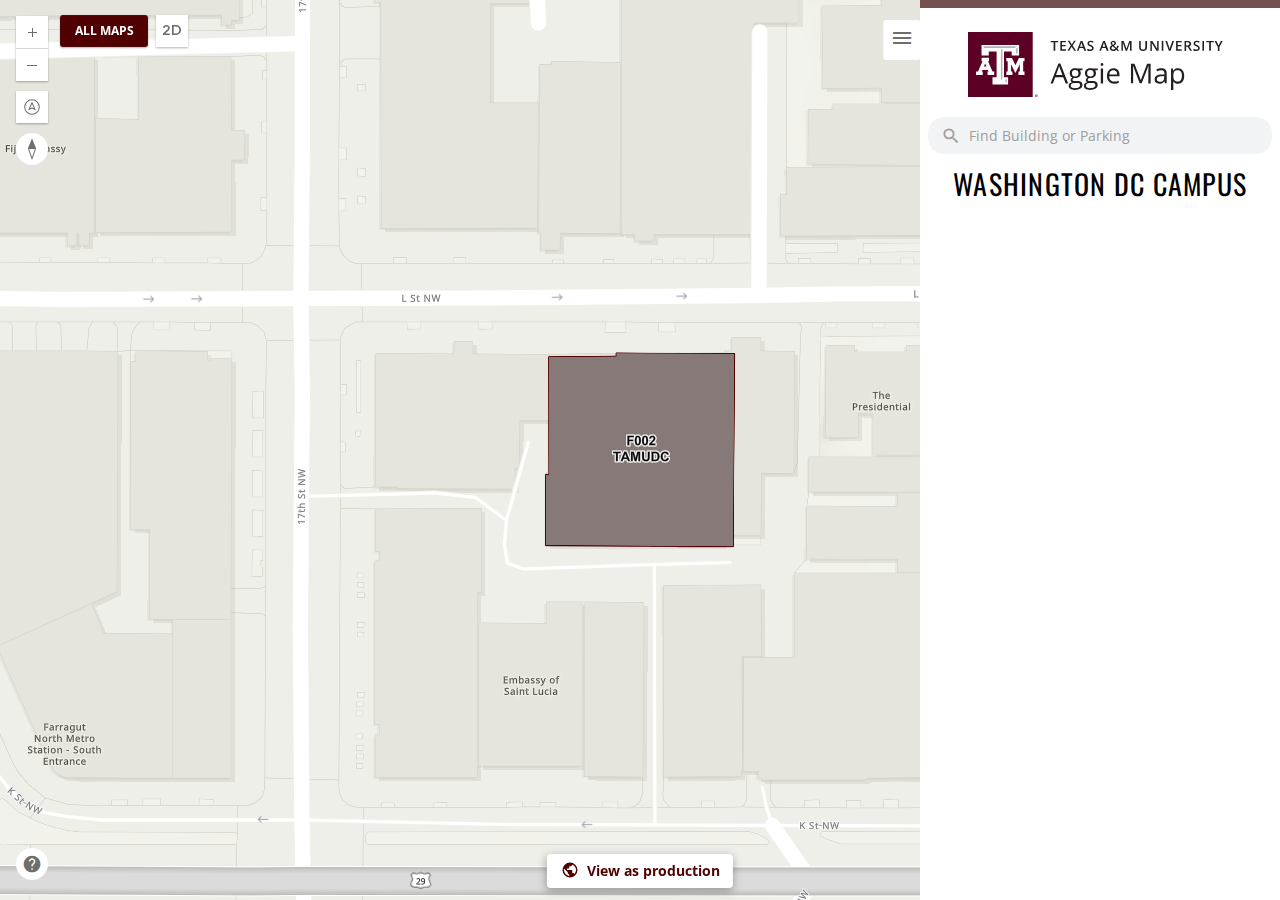 ALL MAPS
2D
TEXAS A&M UNIVERSITY
Aggie Map
Find Building or Parking
WASHINGTON DC CAMPUS
L St NW
L
17th St NW
F002
TAMUDC
The
Presidential
Embassy of
Saint Lucia
Farragut
North Metro
Station - South
Entrance
K St NW
K St NW
29
View as production